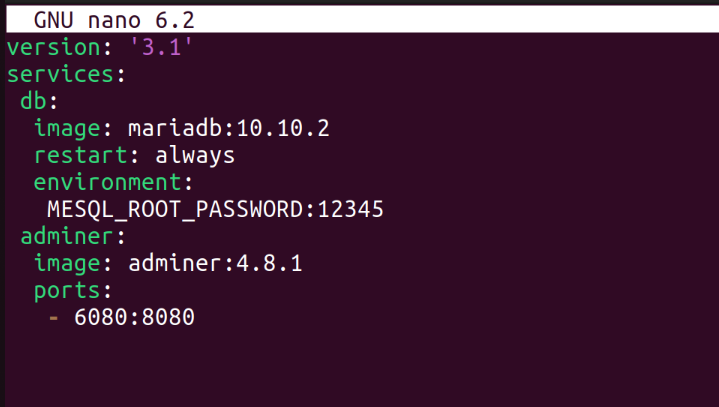 GNU nano 6.2
version: '3.1'
services:
 db:
  image: mariadb:10.10.2
  restart: always
  environment:
   MESQL_ROOT_PASSWORD:12345
 adminer:
  image: adminer:4.8.1
  ports:
   - 6080:8080